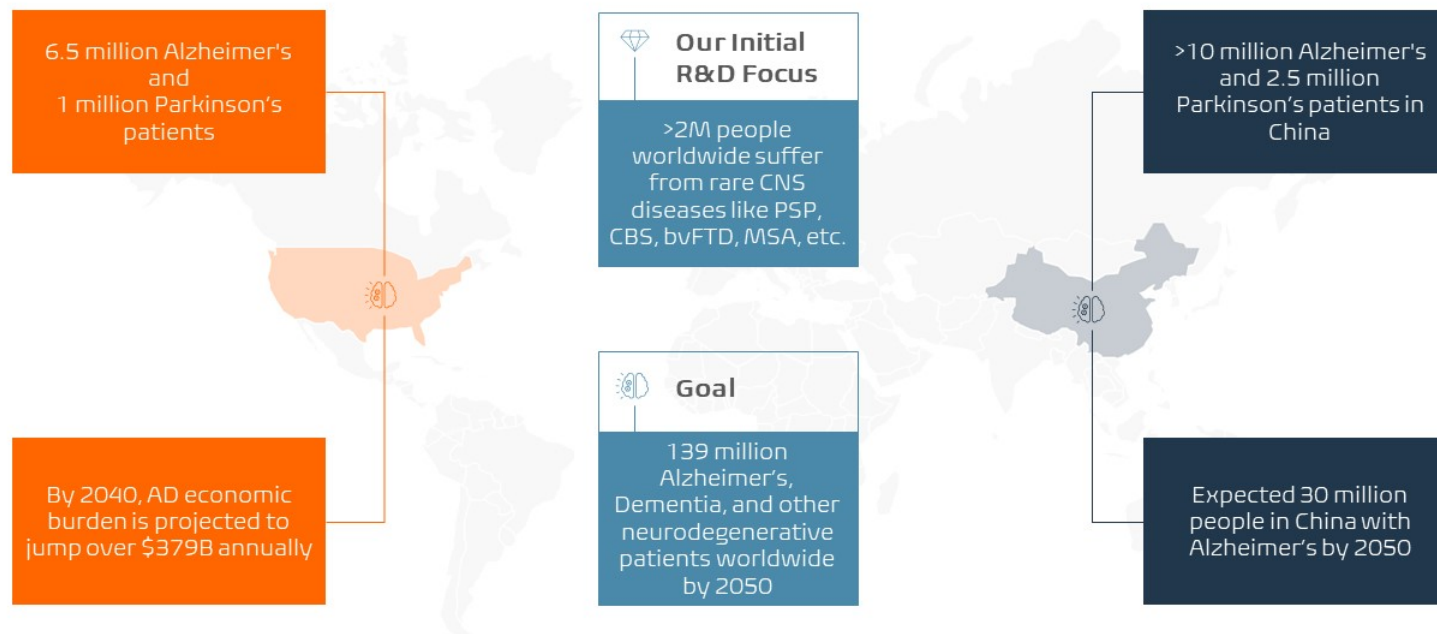 6.5 million Alzheimer's
and
1 million Parkinson’s
patients
By 2040, AD economic
burden is projected to
jump over $379B annually
Our Initial
R&D Focus
>2M people
worldwide suffer
from rare CNS
diseases like PSP,
CBS, bvFTD, MSA, etc.
Goal
139 million
Alzheimer’s,
Dementia, and other
neurodegenerative
patients worldwide
by 2050
>10 million Alzheimer's
and 2.5 million
Parkinson’s patients in
China
Expected 30 million
people in China with
Alzheimer’s by 2050